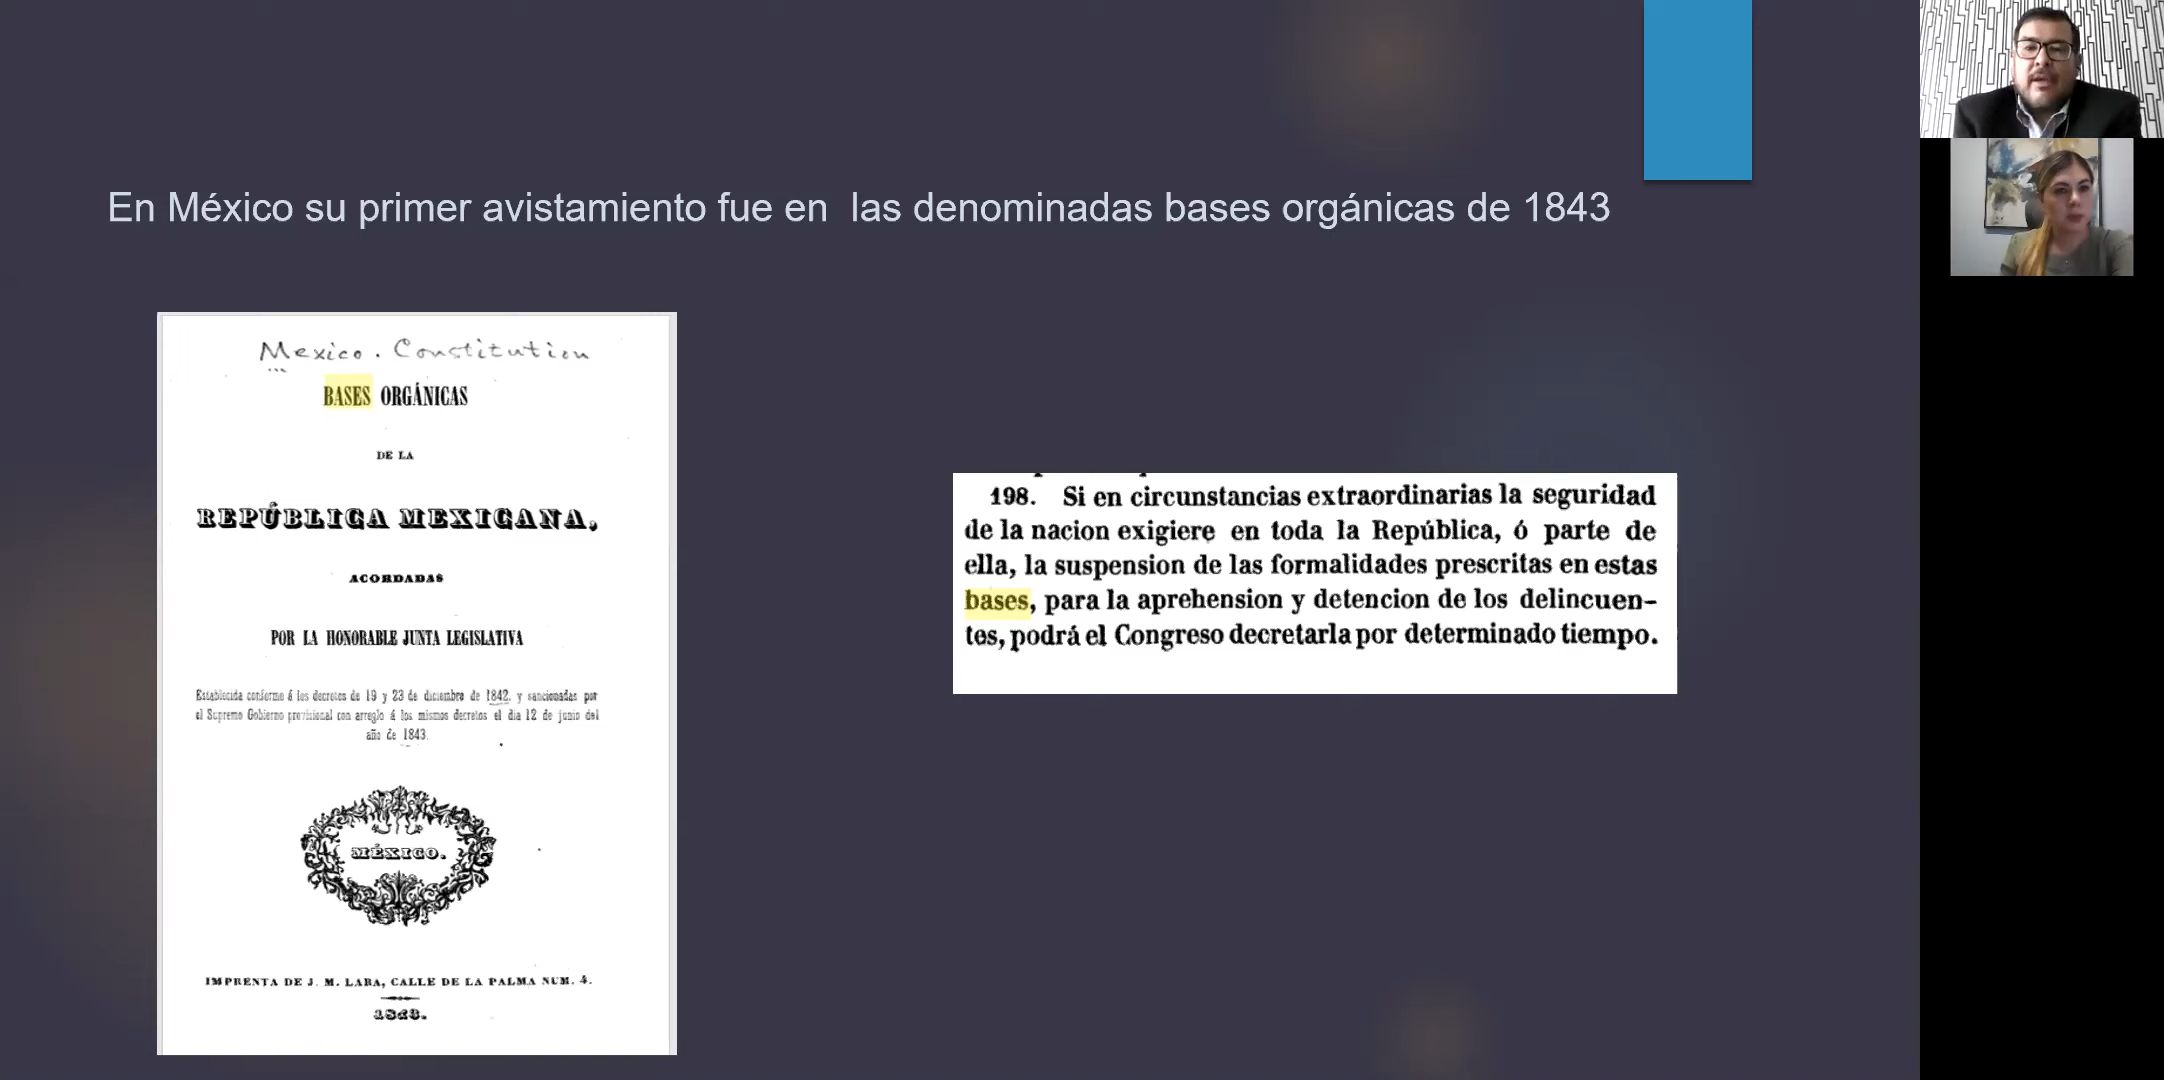 En México su primer avistamiento fue en las denominadas bases orgánicas de 1843
Mexico. Constitution
BASES ORGÁNICAS
DE LA
REPÚBLICA MEXICANA,
ACORDADAS
POR LA HONORABLE JUNTA LEGISLATIVA
Establecida conforme á los decretos de 19 y 23 de diciembre de 1842, y sancionadas por
el Supremo Gobierno provisional con arreglo á los mismos decretos el dia 12 de junio del
año de 1843.
MÉXICO.
IMPRENTA DE J. M. LARA, CALLE DE LA PALMA NUM. 4.
1843.
198. Si en circunstancias extraordinarias la seguridad
de la nacion exigiere en toda la República, ó parte de
ella, la suspension de las formalidades prescritas en estas
bases, para la aprehension y detencion de los delincuen-
tes, podrá el Congreso decretarla por determinado tiempo.